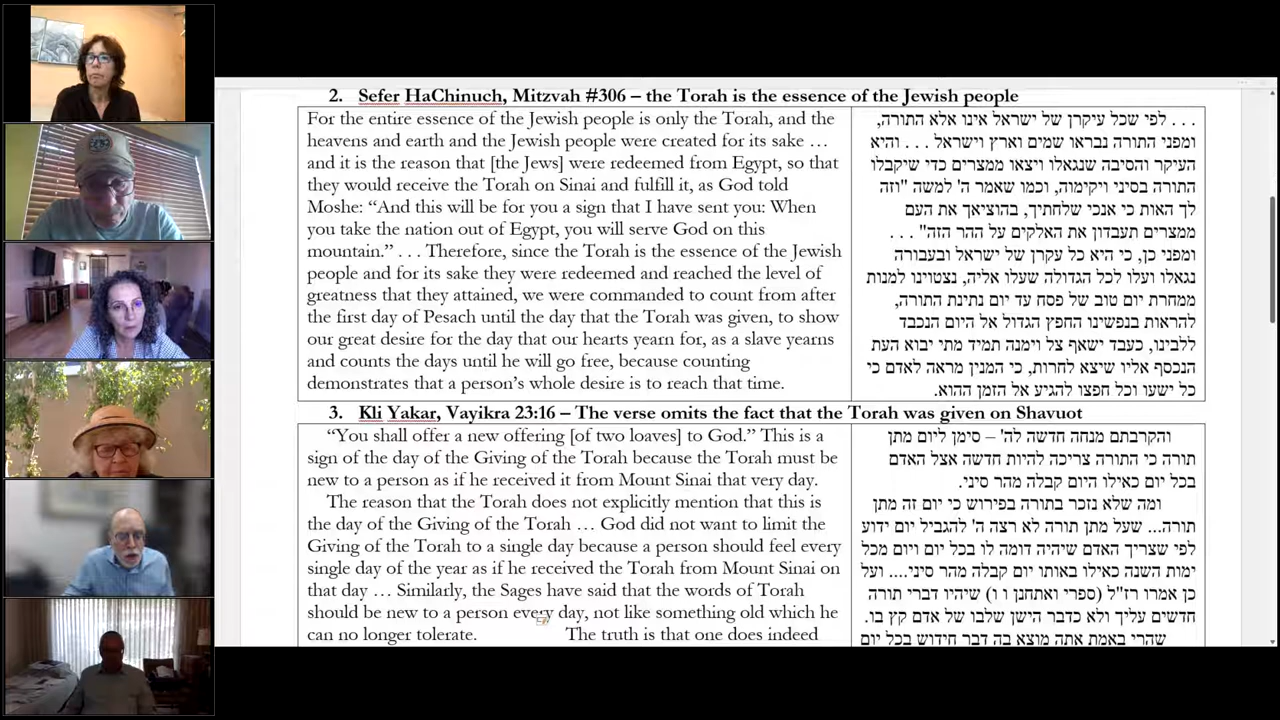 2. Sefer HaChinuch, Mitzvah #306 – the Torah is the essence of the Jewish people
For the entire essence of the Jewish people is only the Torah, and the
heavens and earth and the Jewish people were created for its sake …
and it is the reason that [the Jews] were redeemed from Egypt, so that
they would receive the Torah on Sinai and fulfill it, as God told
Moshe: “And this will be for you a sign that I have sent you: When
you take the nation out of Egypt, you will serve God on this
mountain.” . . . Therefore, since the Torah is the essence of the Jewish
people and for its sake they were redeemed and reached the level of
greatness that they attained, we were commanded to count from after
the first day of Pesach until the day that the Torah was given, to show
our great desire for the day that our hearts yearn for, as a slave yearns
and counts the days until he will go free, because counting
demonstrates that a person’s whole desire is to reach that time.
. . . לפי שכל עיקרן של ישראל אינו אלא התורה,
ומפני התורה נבראו שמים וארץ וישראל . . . והיא
העיקר והסיבה שנגאלו ויצאו ממצרים כדי שיקבלו
התורה בסיני ויקימוה, וכמו שאמר ה' למשה "וזה
לך האות כי אנכי שלחתיך, בהוציאך את העם
ממצרים תעבדון את האלקים על ההר הזה" . . .
ומפני כן, כי היא כל עקרן של ישראל ובעבורה
נגאלו ועלו לכל הגדולה שעלו אליה, נצטוינו למנות
ממחרת יום טוב של פסח עד יום נתינת התורה,
להראות בנפשינו החפץ הגדול אל היום הנכבד
ללבינו, כעבד ישאף צל וימנה תמיד מתי יבוא העת
הנכסף אליו שיצא לחרות, כי המנין מראה לאדם כי
כל ישעו וכל חפצו להגיע אל הזמן ההוא.
3. Kli Yakar, Vayikra 23:16 – The verse omits the fact that the Torah was given on Shavuot
“You shall offer a new offering [of two loaves] to God.” This is a
sign of the day of the Giving of the Torah because the Torah must be
new to a person as if he received it from Mount Sinai that very day.
The reason that the Torah does not explicitly mention that this is
the day of the Giving of the Torah … God did not want to limit the
Giving of the Torah to a single day because a person should feel every
single day of the year as if he received the Torah from Mount Sinai on
that day … Similarly, the Sages have said that the words of Torah
should be new to a person every day, not like something old which he
can no longer tolerate. The truth is that one does indeed
והקרבתם מנחה חדשה לה' – סימן ליום מתן
תורה כי התורה צריכה להיות חדשה אצל האדם
בכל יום כאילו היום קבלה מהר סיני.
ומה שלא נזכר בתורה בפירוש כי יום זה מתן
תורה... שעל מתן תורה לא רצה ה' להגביל יום ידוע
לפי שצריך האדם שיהיה דומה לו בכל יום ויום מכל
ימות השנה כאילו באותו יום קבלה מהר סיני.... ועל
כן אמרו רז"ל (ספרי ואתחנן ו ו) שיהיו דברי תורה
חדשים עליך ולא כדבר הישן שלבו של אדם קץ בו.
שהרי באמת אתה מוצא בה דבר חידוש בכל יום